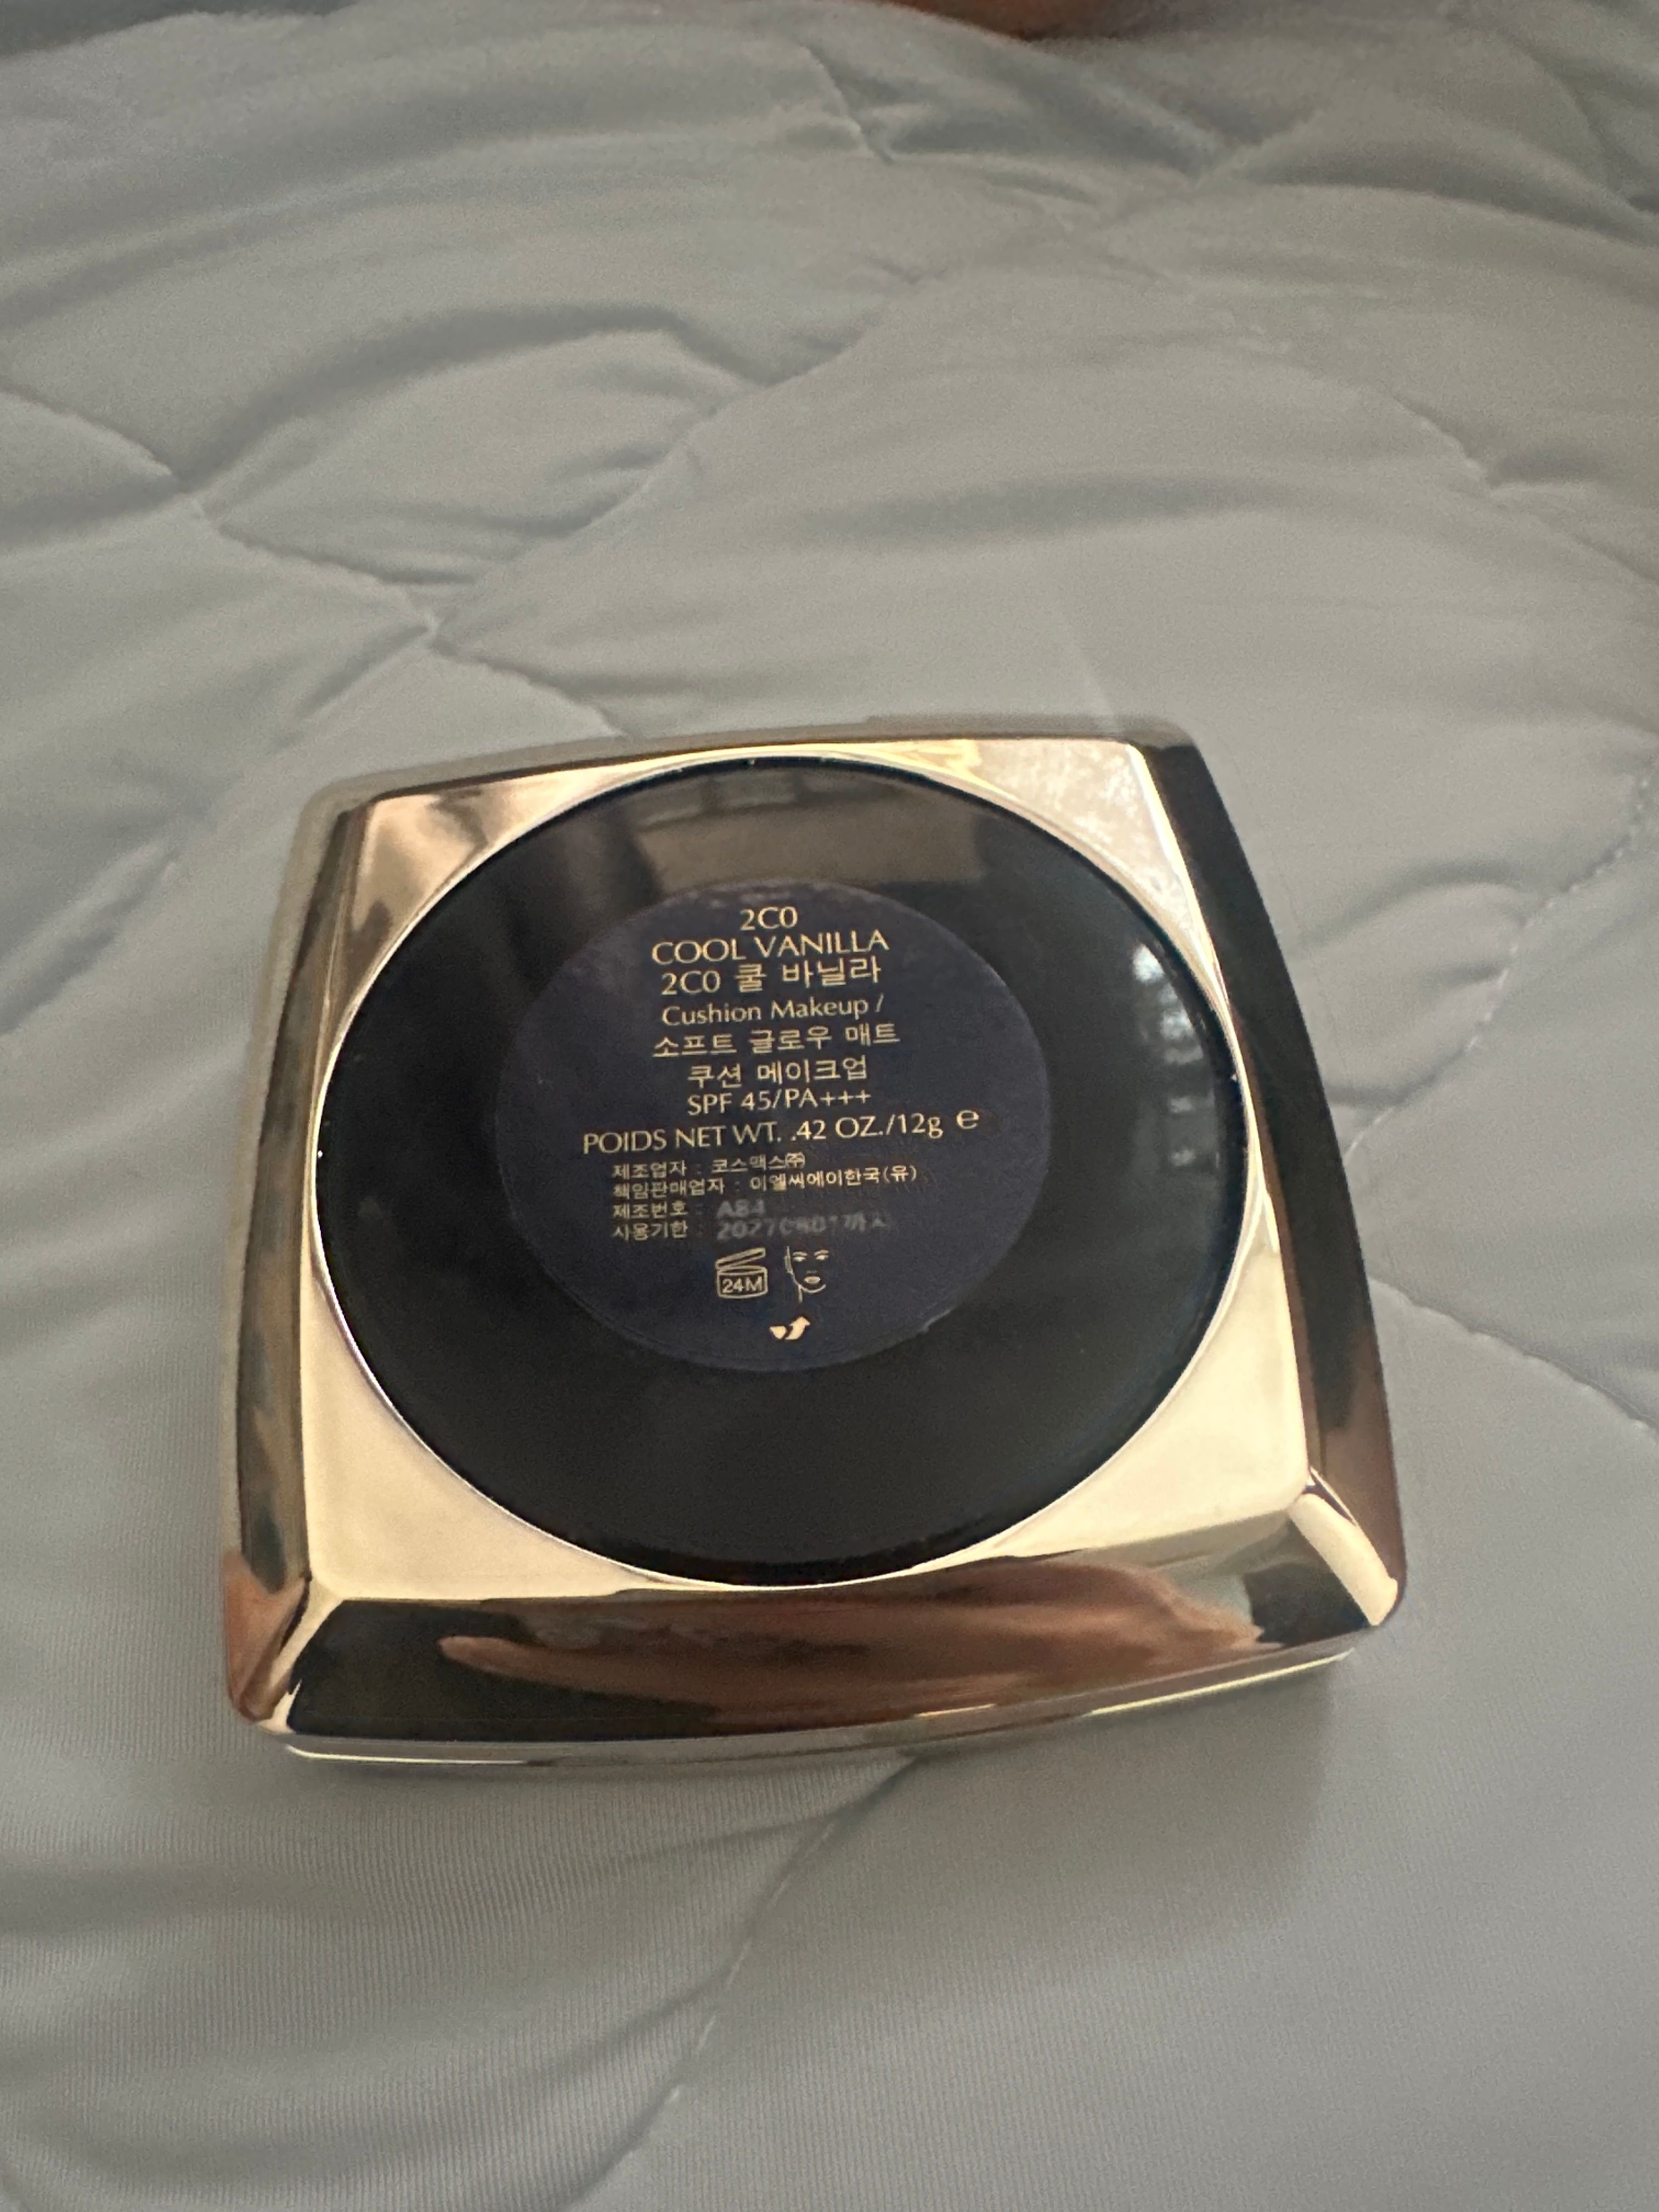 2C0
COOL VANILLA
2C0 쿨 바닐라
Cushion Makeup /
소프트 글로우 매트
쿠션 메이크업
SPF 45/PA+++
POIDS NET WT. .42 OZ./12g ℮
제조업자 : 코스맥스㈜
책임판매업자 : 이엘씨에이한국(유)
제조번호 :
사용기한 :
24M